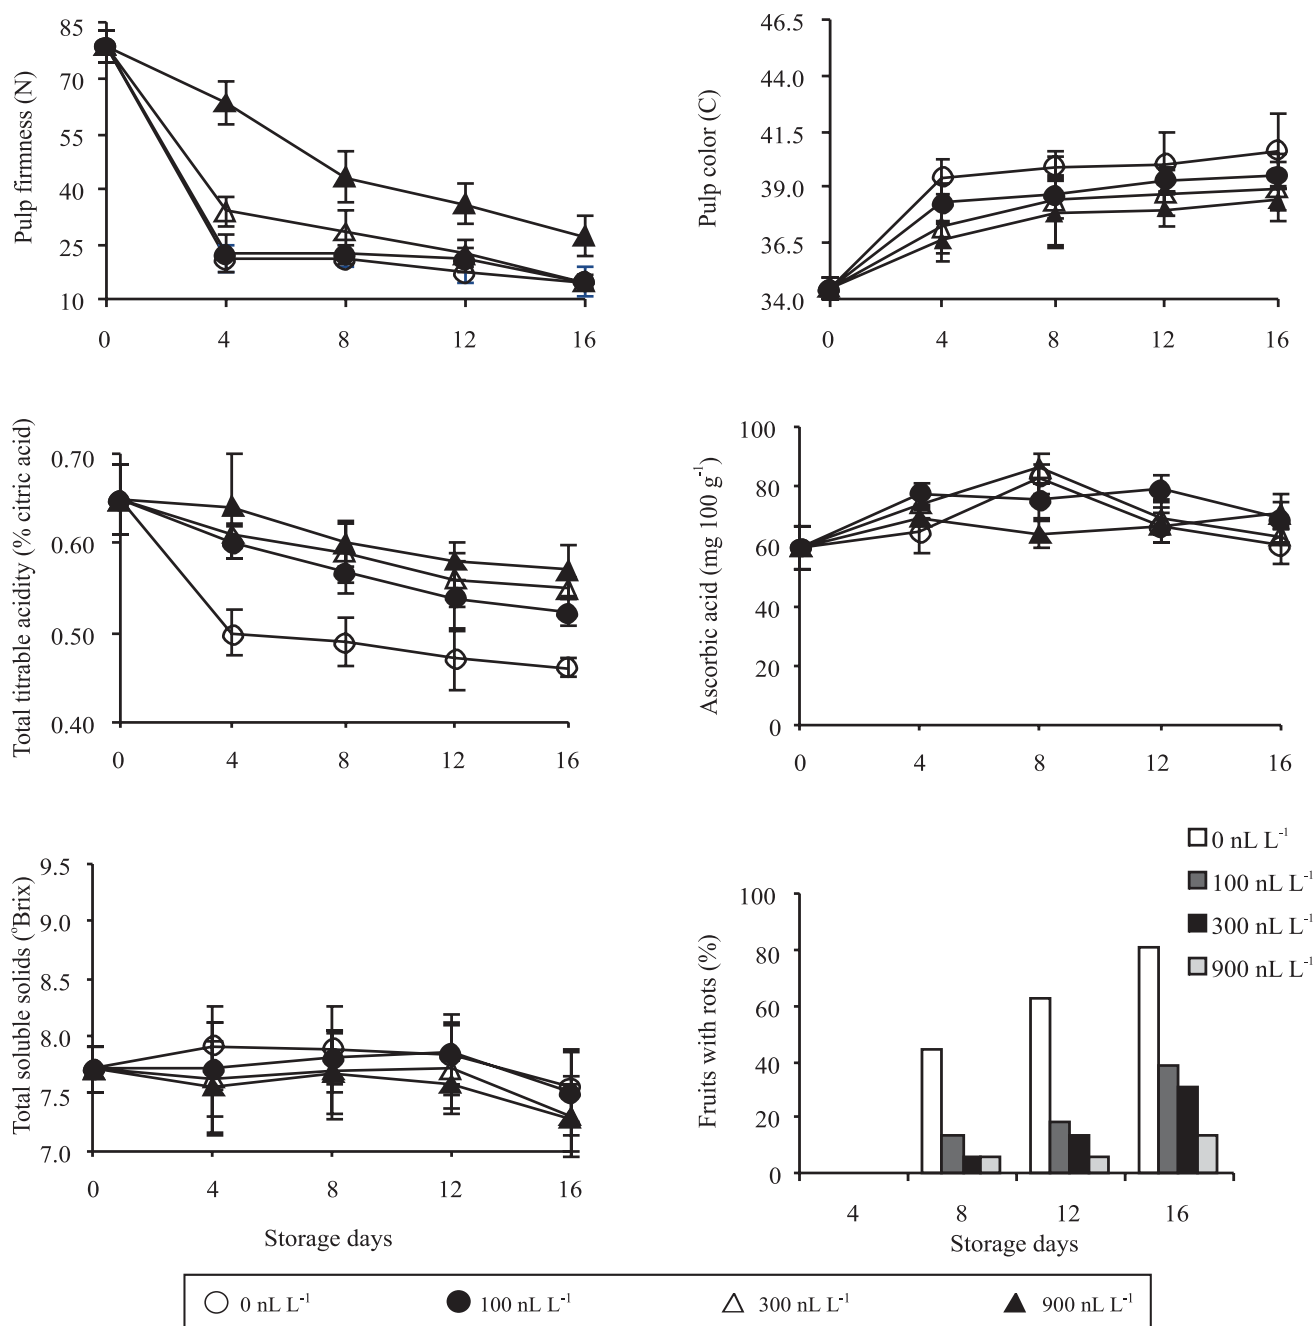 Pulp firmness (N)
85
70
55
40
25
10
0 4 8 12 16
Pulp color (C)
46.5
44.0
41.5
39.0
36.5
34.0
0 4 8 12 16
Total titrable acidity (% citric acid)
0.70
0.60
0.50
0.40
0 4 8 12 16
Ascorbic acid (mg 100 g⁻¹)
100
80
60
40
20
0
0 4 8 12 16
Total soluble solids (°Brix)
9.5
9.0
8.5
8.0
7.5
7.0
0 4 8 12 16
Storage days
Fruits with rots (%)
100
80
60
40
20
0
4 8 12 16
Storage days
0 nL L⁻¹
100 nL L⁻¹
300 nL L⁻¹
900 nL L⁻¹
0 nL L⁻¹ 100 nL L⁻¹ 300 nL L⁻¹ 900 nL L⁻¹